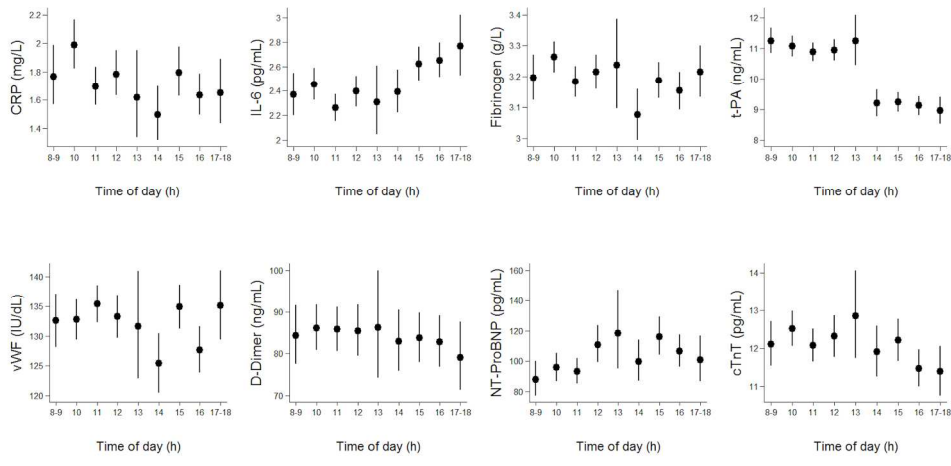 CRP (mg/L)
2.2
2
1.8
1.6
1.4
8-9 10 11 12 13 14 15 16 17-18
Time of day (h)
IL-6 (pg/mL)
3
2.8
2.6
2.4
2.2
2
8-9 10 11 12 13 14 15 16 17-18
Time of day (h)
Fibrinogen (g/L)
3.4
3.3
3.2
3.1
3
8-9 10 11 12 13 14 15 16 17-18
Time of day (h)
t-PA (ng/mL)
12
11
10
9
8
8-9 10 11 12 13 14 15 16 17-18
Time of day (h)
vWF (IU/dL)
140
135
130
125
120
8-9 10 11 12 13 14 15 16 17-18
Time of day (h)
D-Dimer (ng/mL)
100
90
80
70
8-9 10 11 12 13 14 15 16 17-18
Time of day (h)
NT-ProBNP (pg/mL)
160
140
120
100
80
8-9 10 11 12 13 14 15 16 17-18
Time of day (h)
cTnT (pg/mL)
14
13
12
11
8-9 10 11 12 13 14 15 16 17-18
Time of day (h)